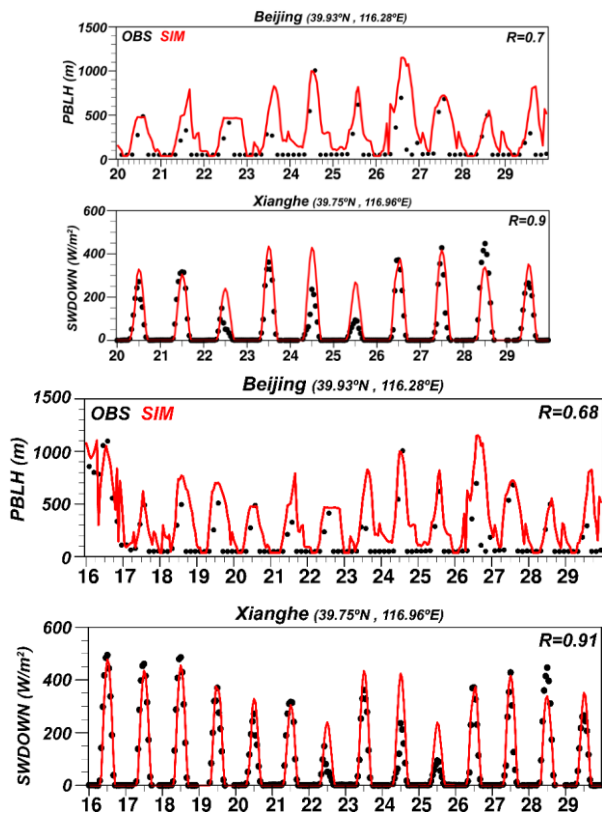 Beijing (39.93ºN , 116.28ºE)
OBS SIM R=0.7
PBLH (m)
1500
1000
500
0
20 21 22 23 24 25 26 27 28 29
Xianghe (39.75ºN , 116.96ºE)
R=0.9
SWDOWN (W/m²)
600
400
200
0
20 21 22 23 24 25 26 27 28 29
Beijing (39.93ºN , 116.28ºE)
OBS SIM R=0.68
PBLH (m)
1500
1000
500
0
16 17 18 19 20 21 22 23 24 25 26 27 28 29
Xianghe (39.75ºN , 116.96ºE)
R=0.91
SWDOWN (W/m²)
600
400
200
0
16 17 18 19 20 21 22 23 24 25 26 27 28 29